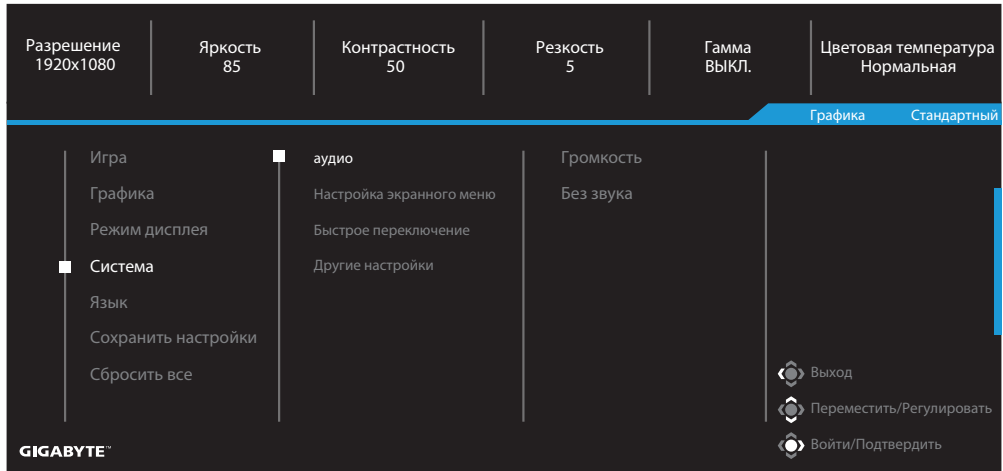 Разрешение
1920x1080
Яркость
85
Контрастность
50
Резкость
5
Гамма
ВЫКЛ.
Цветовая температура
Нормальная
Графика
Стандартный
Игра
Графика
Режим дисплея
Система
Язык
Сохранить настройки
Сбросить все
аудио
Настройка экранного меню
Быстрое переключение
Другие настройки
Громкость
Без звука
Выход
Переместить/Регулировать
Войти/Подтвердить
GIGABYTE™